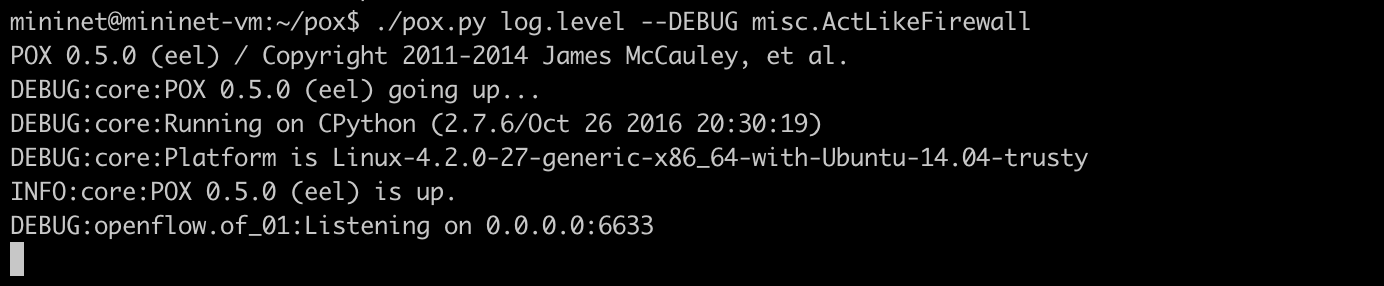 mininet@mininet-vm:~/pox$ ./pox.py log.level --DEBUG misc.ActLikeFirewall
POX 0.5.0 (eel) / Copyright 2011-2014 James McCauley, et al.
DEBUG:core:POX 0.5.0 (eel) going up...
DEBUG:core:Running on CPython (2.7.6/Oct 26 2016 20:30:19)
DEBUG:core:Platform is Linux-4.2.0-27-generic-x86_64-with-Ubuntu-14.04-trusty
INFO:core:POX 0.5.0 (eel) is up.
DEBUG:openflow.of_01:Listening on 0.0.0.0:6633